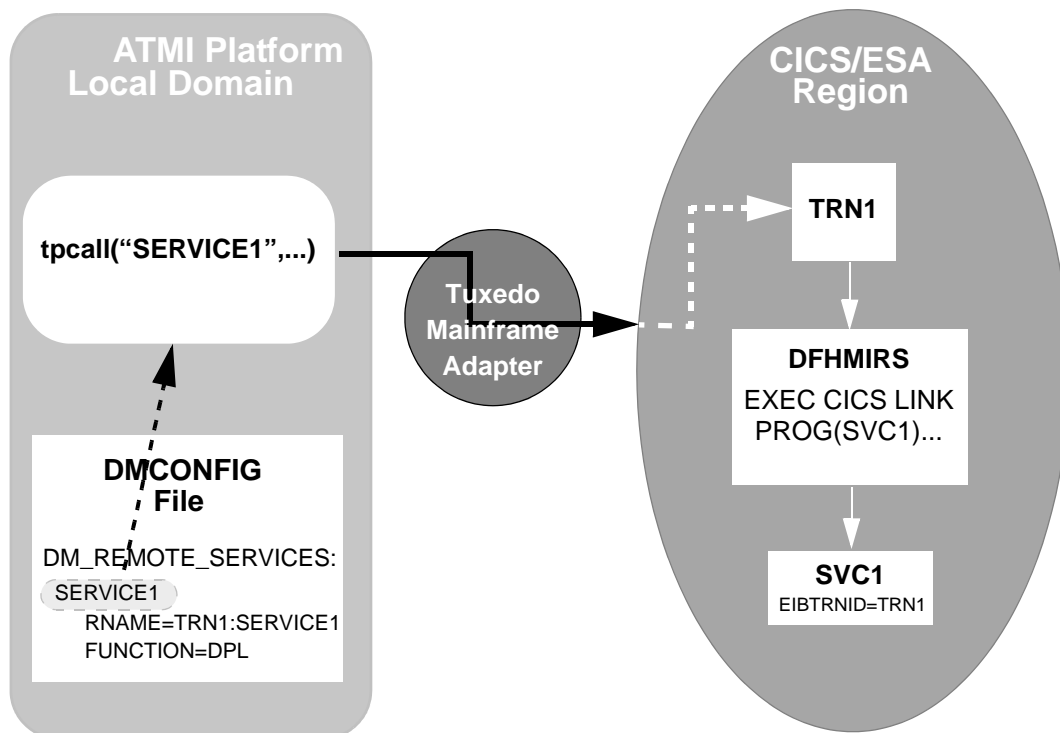 ATMI Platform
Local Domain
tpcall(“SERVICE1”,...)
DMCONFIG
File
DM_REMOTE_SERVICES:
SERVICE1
RNAME=TRN1:SERVICE1
FUNCTION=DPL
Tuxedo
Mainframe
Adapter
CICS/ESA
Region
TRN1
DFHMIRS
EXEC CICS LINK
PROG(SVC1)...
SVC1
EIBTRNID=TRN1